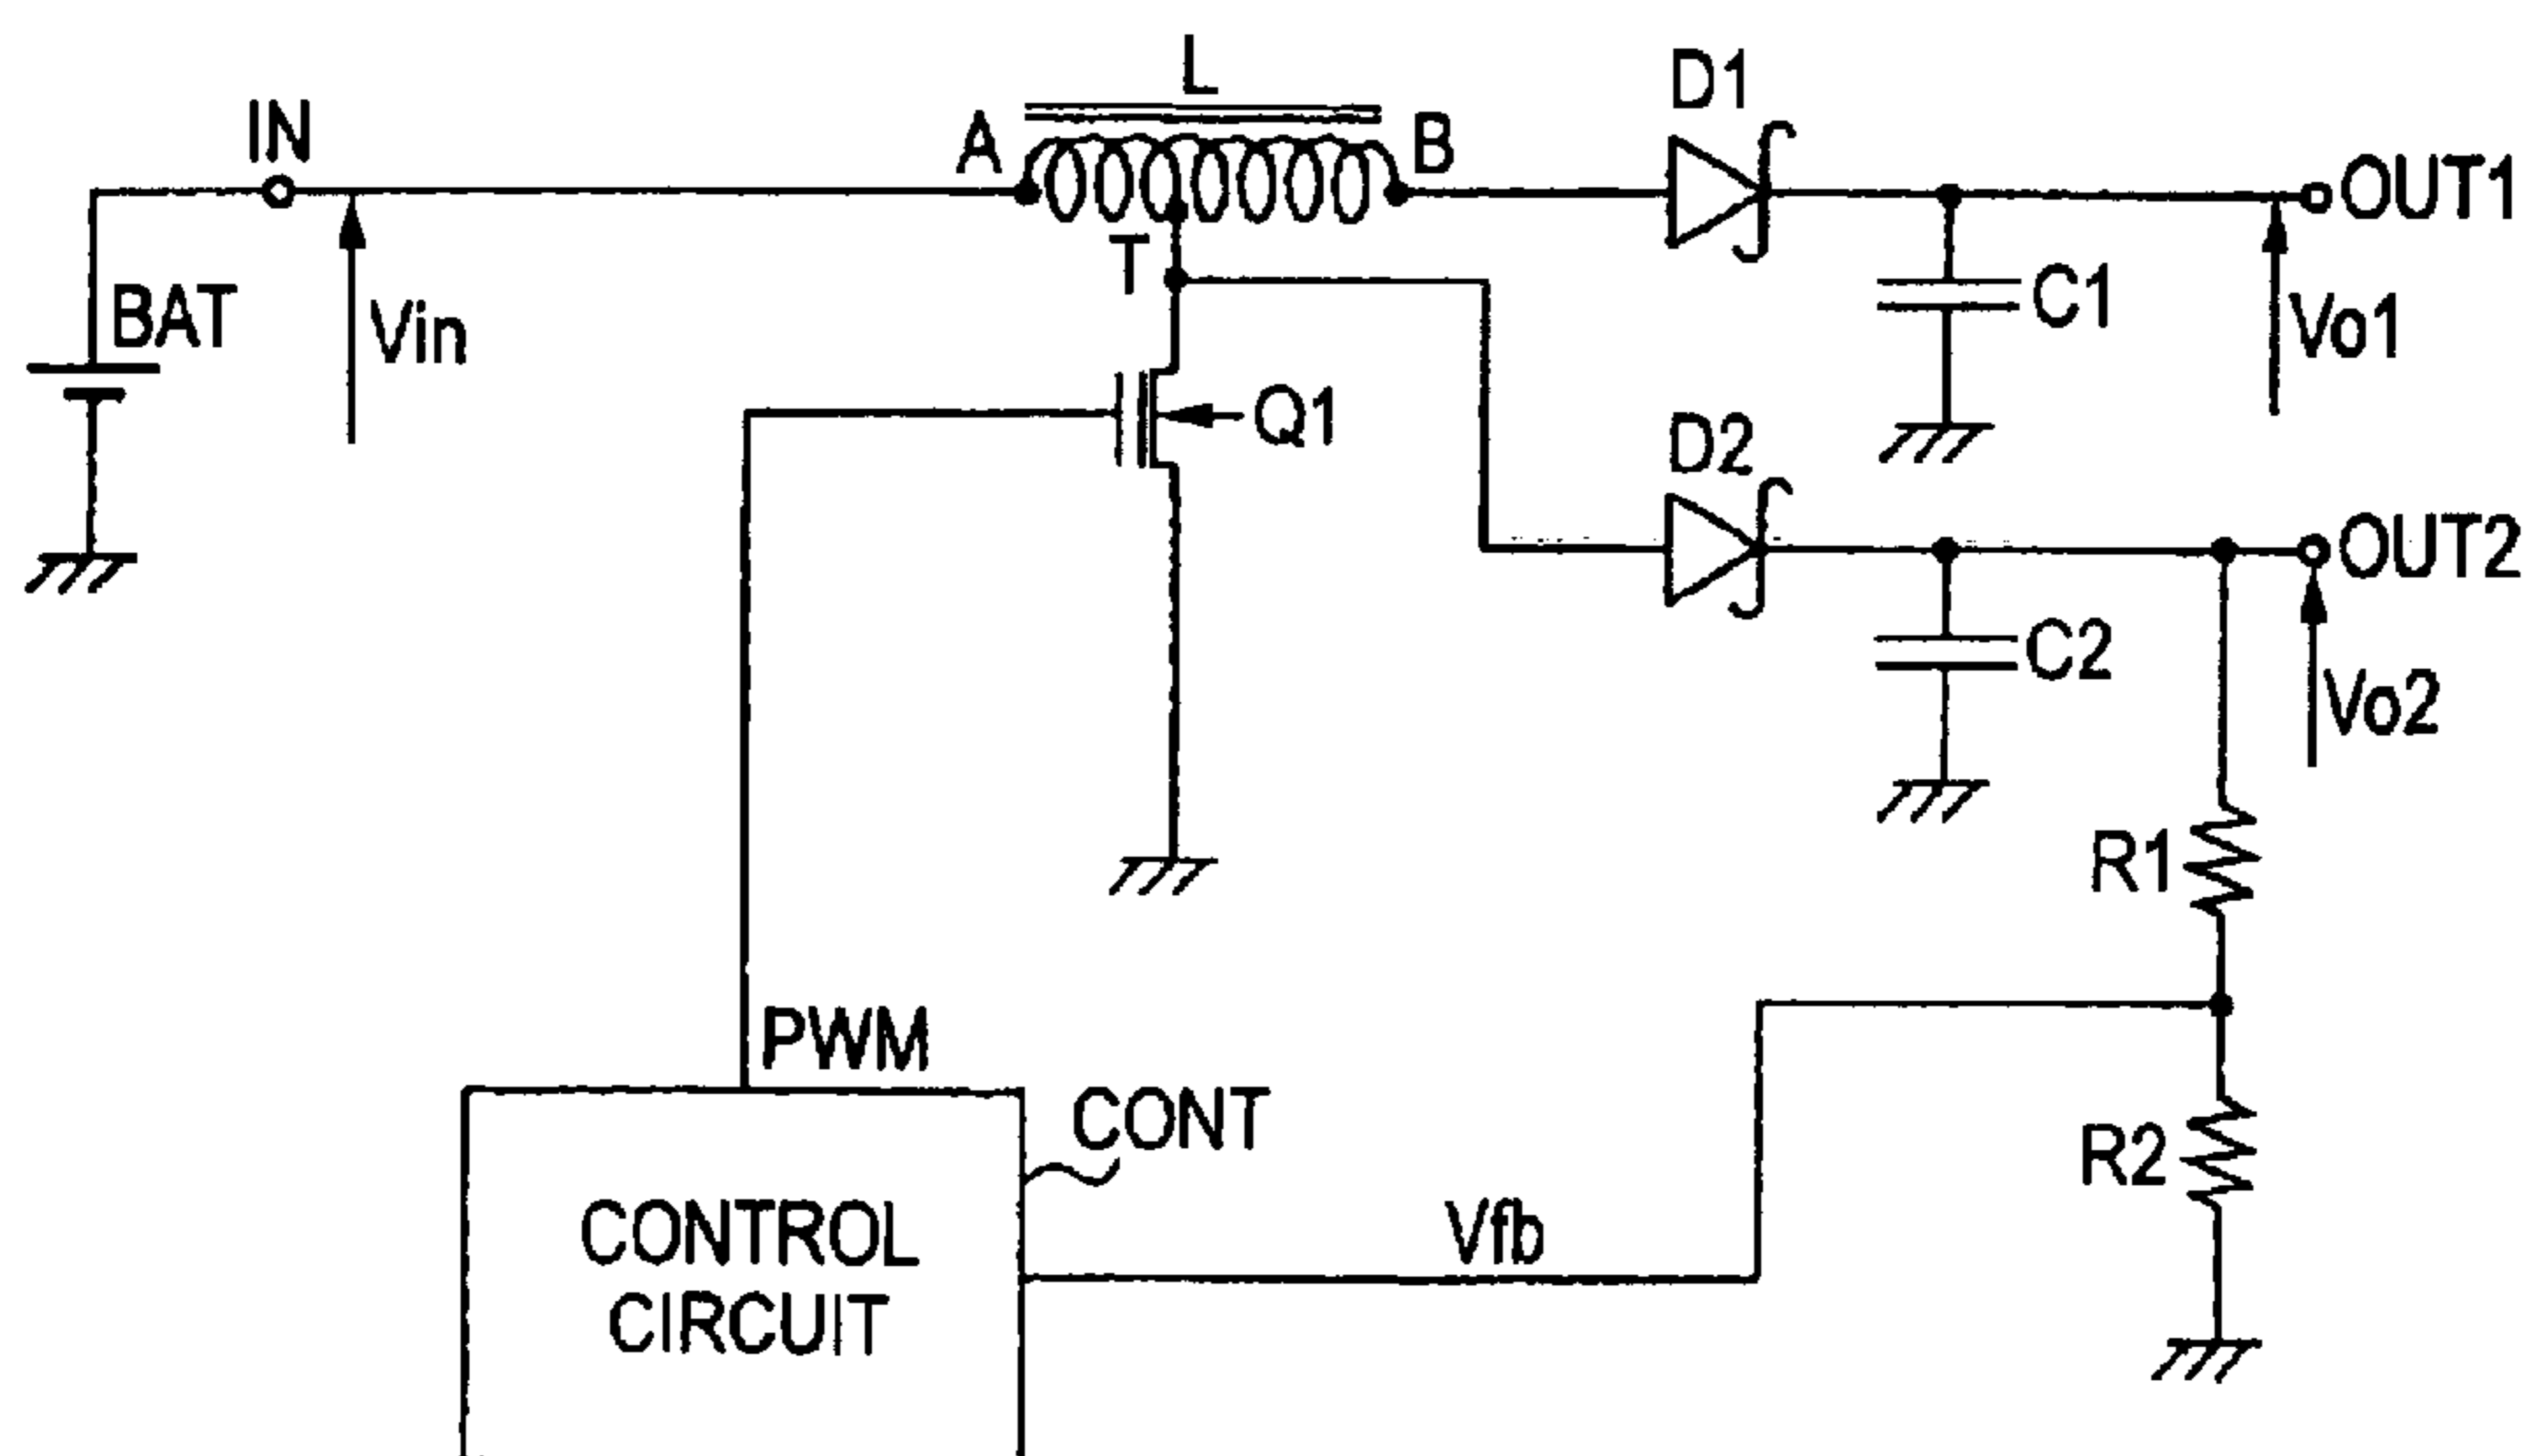 L
D1
IN
A
B
OUT1
T
BAT
Vin
C1
Vo1
Q1
D2
OUT2
C2
Vo2
R1
PWM
CONT
R2
CONTROL
CIRCUIT
Vfb